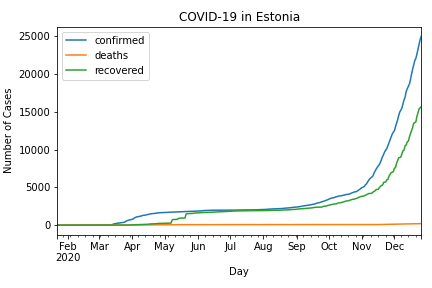 COVID-19 in Estonia
confirmed
deaths
recovered
25000
20000
15000
10000
5000
0
Number of Cases
Feb Mar Apr May Jun Jul Aug Sep Oct Nov Dec
2020
Day